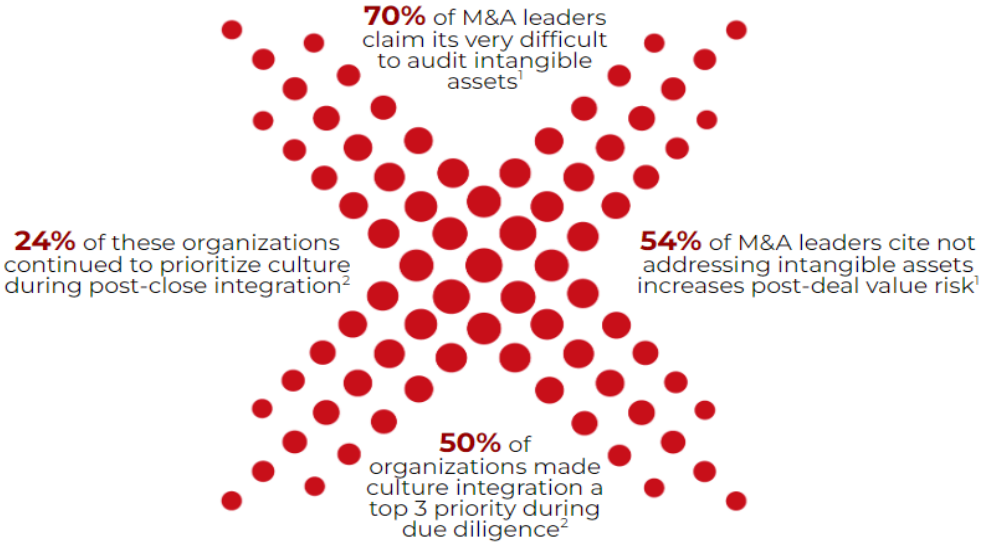 70% of M&A leaders
claim its very difficult
to audit intangible
assets¹
24% of these organizations
continued to prioritize culture
during post-close integration²
54% of M&A leaders cite not
addressing intangible assets
increases post-deal value risk¹
50% of
organizations made
culture integration a
top 3 priority during
due diligence²